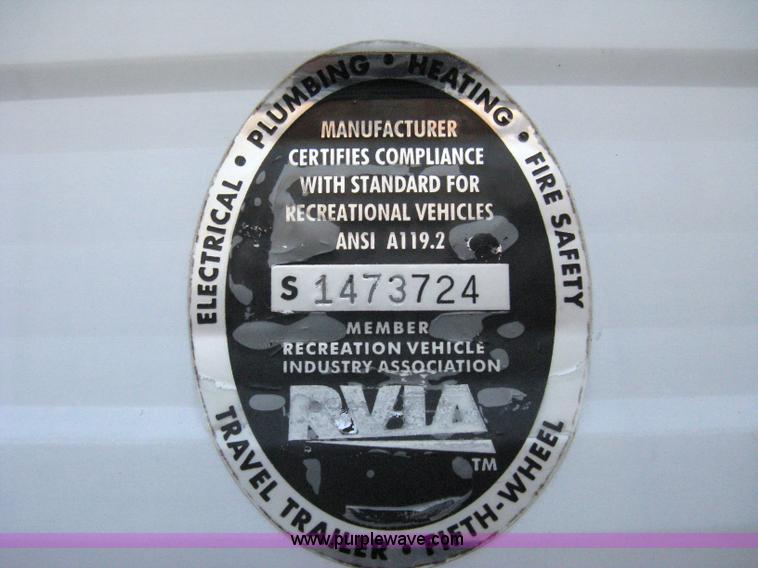 ELECTRICAL • PLUMBING • HEATING • FIRE SAFETY
MANUFACTURER
CERTIFIES COMPLIANCE
WITH STANDARD FOR
RECREATIONAL VEHICLES
ANSI A119.2
S 1473724
MEMBER
RECREATION VEHICLE
INDUSTRY ASSOCIATION
RVIA
TM
TRAVEL TRAILER • FIFTH-WHEEL
www.purplewave.com